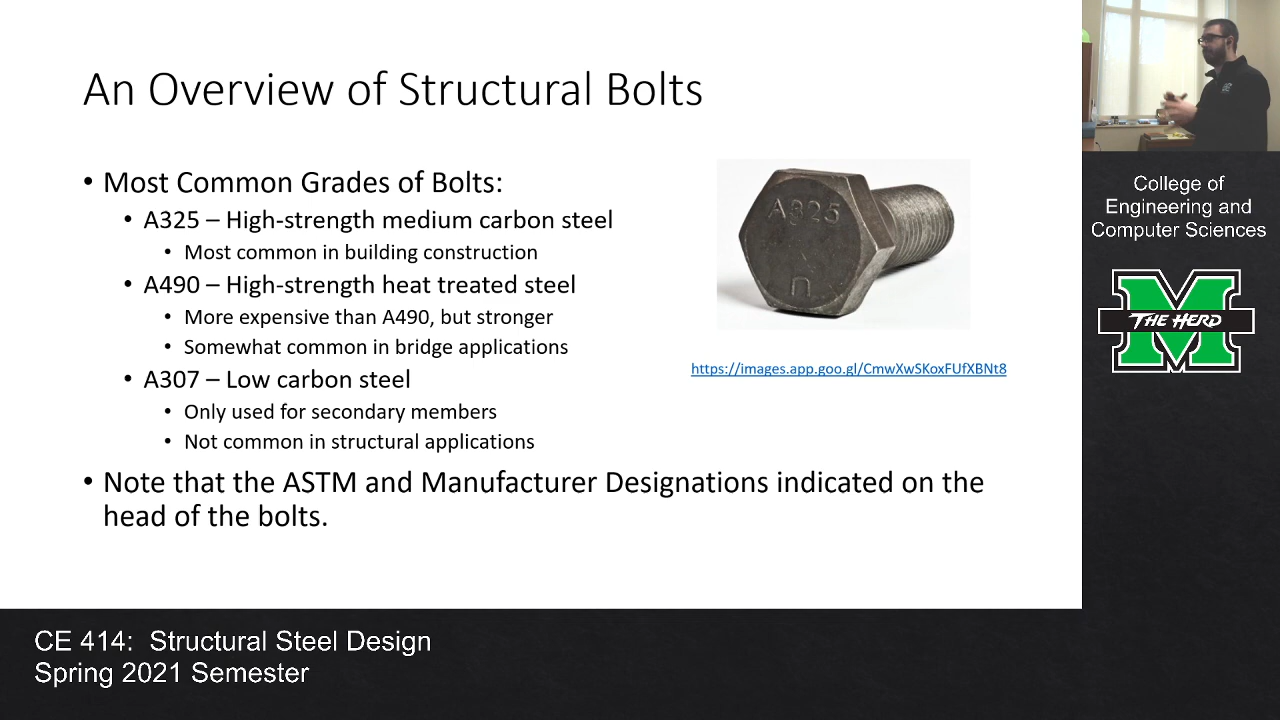 An Overview of Structural Bolts
• Most Common Grades of Bolts:
• A325 – High-strength medium carbon steel
• Most common in building construction
• A490 – High-strength heat treated steel
• More expensive than A490, but stronger
• Somewhat common in bridge applications
• A307 – Low carbon steel
• Only used for secondary members
• Not common in structural applications
• Note that the ASTM and Manufacturer Designations indicated on the
head of the bolts.
A325
https://images.app.goo.gl/CmwXwSKoxFUfXBNt8
College of
Engineering and
Computer Sciences
THE HERD
CE 414: Structural Steel Design
Spring 2021 Semester